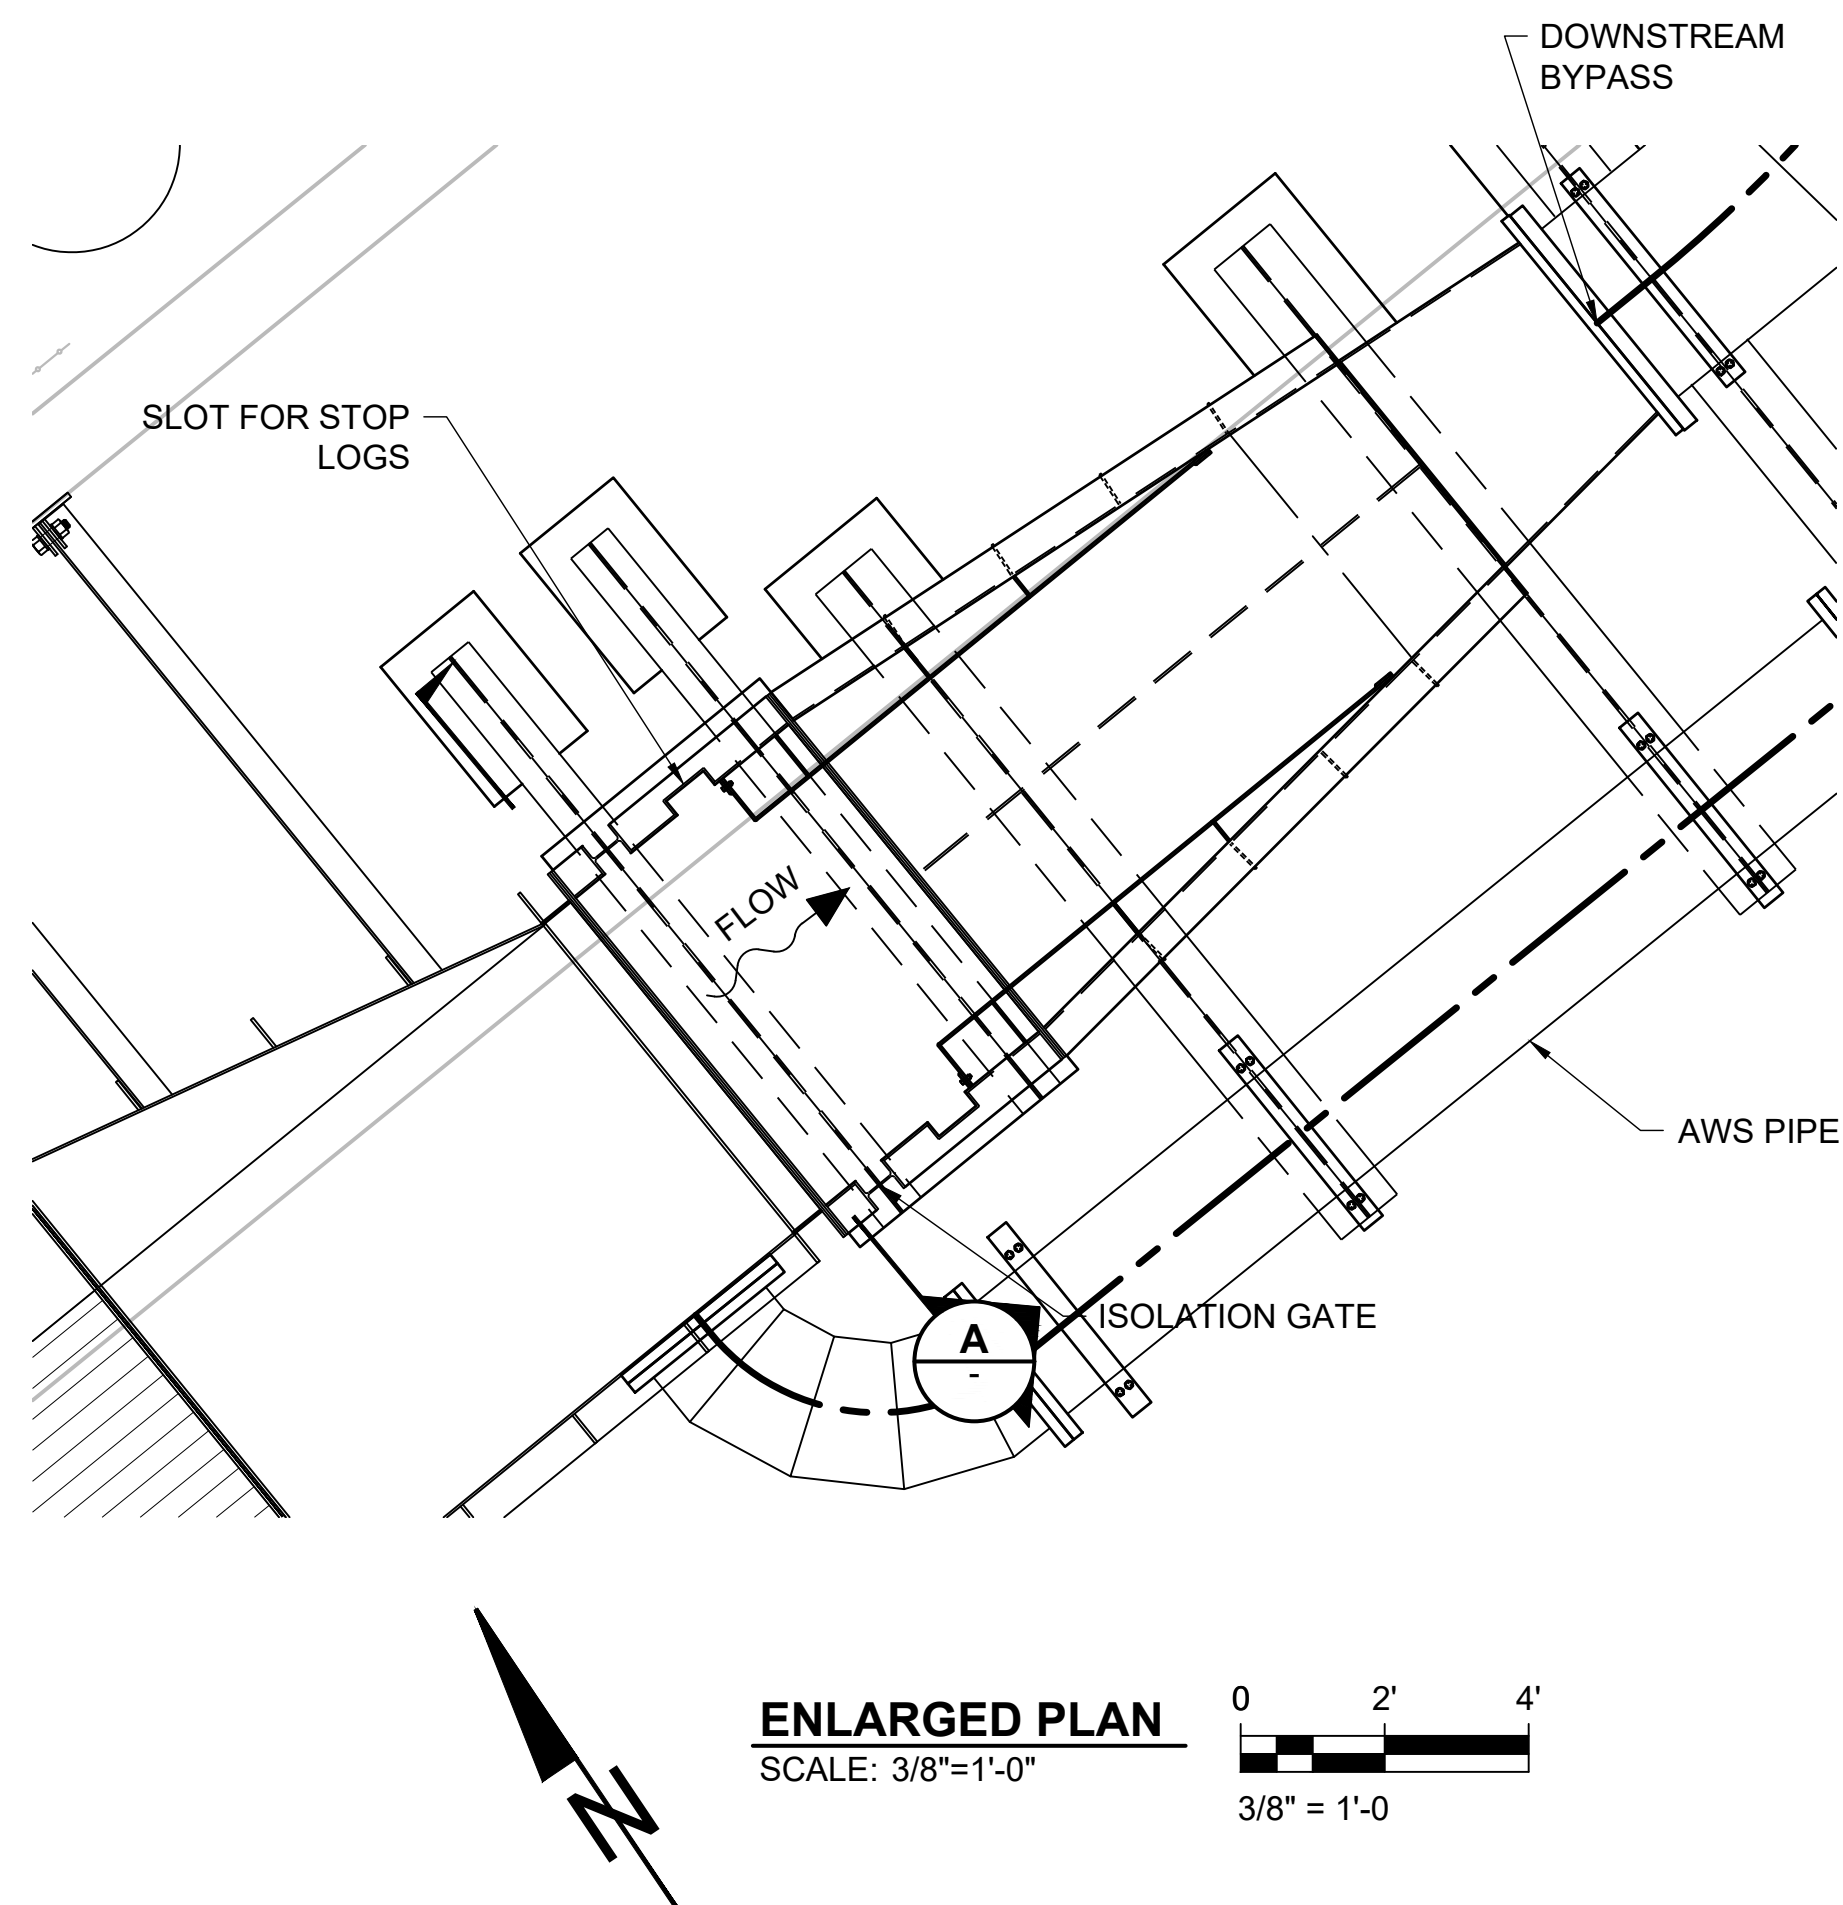 DOWNSTREAM
BYPASS
SLOT FOR STOP
LOGS
FLOW
AWS PIPE
ISOLATION GATE
A
-
ENLARGED PLAN
SCALE: 3/8"=1'-0"
0 2' 4'
3/8" = 1'-0
N